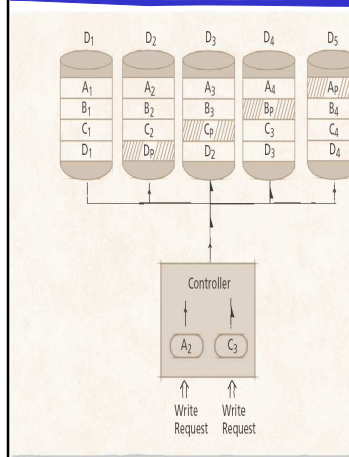 D1 D2 D3 D4 D5
A1 A2 A3 A4 AP
B1 B2 B3 BP B4
C1 C2 CP C3 C4
D1 DP D2 D3 D4
Controller
A2 C3
Write Write
Request Request